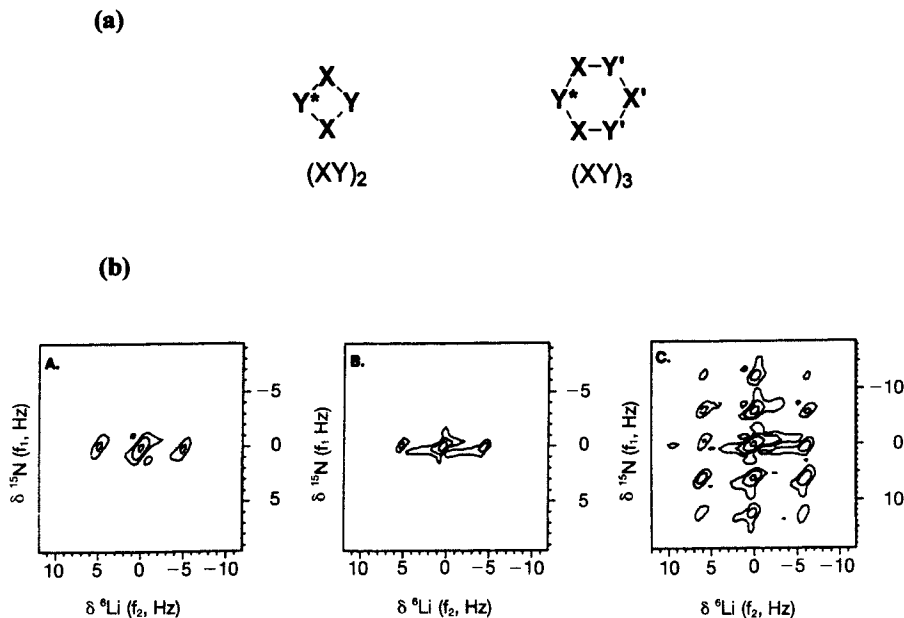 (a)
X
Y* Y
X
(XY)2
X–Y'
Y* X'
X–Y'
(XY)3
(b)
A.
−5
0
5
δ 15N (f1, Hz)
10 5 0 −5 −10
δ 6Li (f2, Hz)
B.
−5
0
5
δ 15N (f1, Hz)
10 5 0 −5 −10
δ 6Li (f2, Hz)
C.
−10
0
10
δ 15N (f1, Hz)
10 5 0 −5 −10
δ 6Li (f2, Hz)